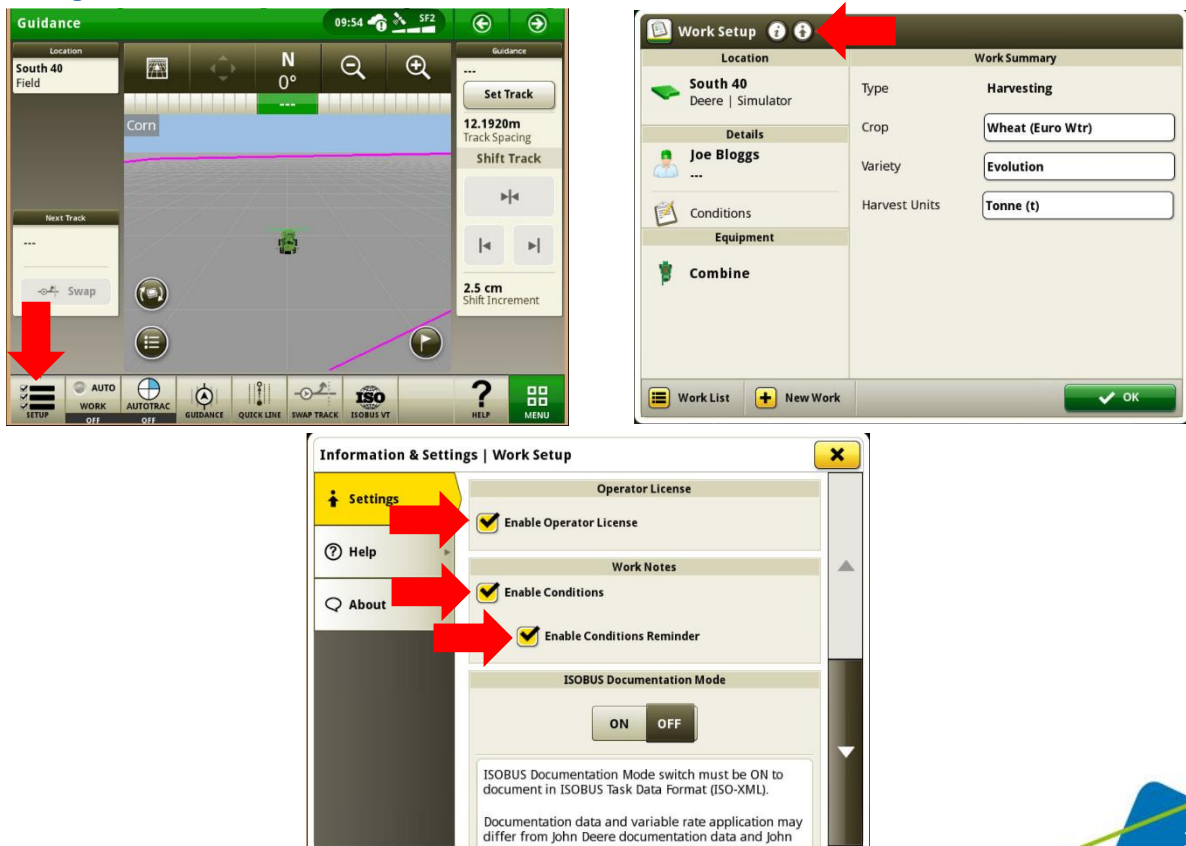 Guidance
09:54
SF2
Location
South 40
Field
N
0°
---
Corn
Next Track
---
Swap
Guidance
---
Set Track
12.1920m
Track Spacing
Shift Track
2.5 cm
Shift Increment
SETUP
AUTO
WORK
OFF
AUTOTRAC
OFF
GUIDANCE
QUICK LINE
SWAP TRACK
ISO
ISOBUS VT
?
HELP
MENU
Work Setup
Location
South 40
Deere | Simulator
Details
Joe Bloggs
---
Conditions
Equipment
Combine
Work Summary
Type Harvesting
Crop Wheat (Euro Wtr)
Variety Evolution
Harvest Units Tonne (t)
Work List
New Work
OK
Information & Settings | Work Setup
Settings
Help
About
Operator License
Enable Operator License
Work Notes
Enable Conditions
Enable Conditions Reminder
ISOBUS Documentation Mode
ON OFF
ISOBUS Documentation Mode switch must be ON to
document in ISOBUS Task Data Format (ISO-XML).
Documentation data and variable rate application may
differ from John Deere documentation data and John